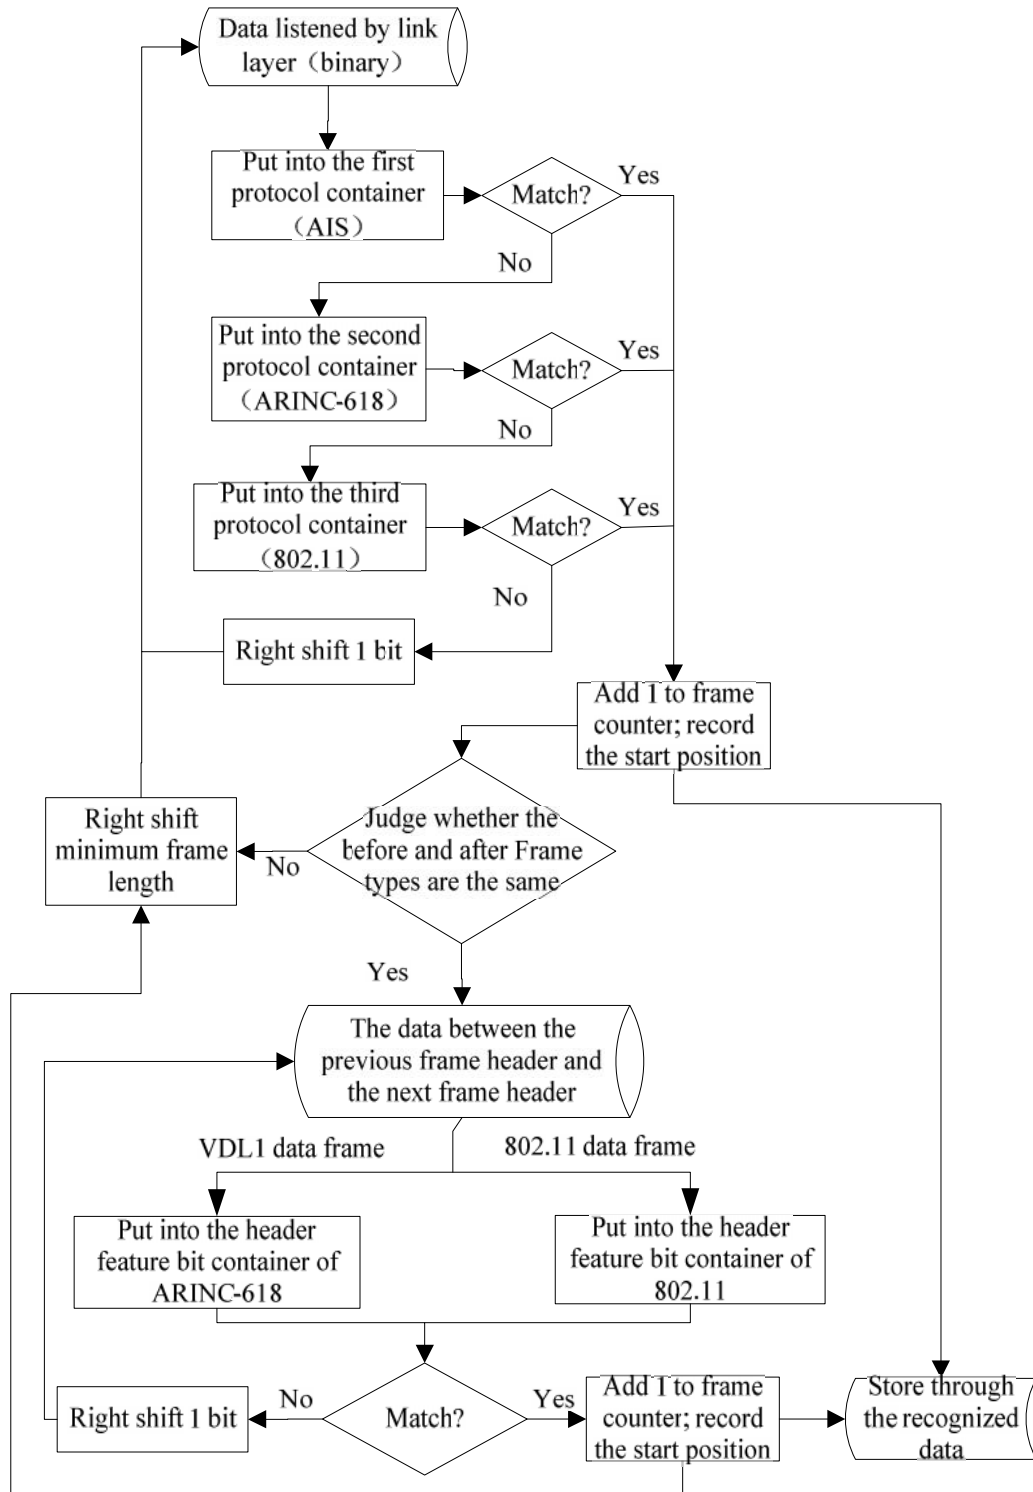 Data listened by link
layer（binary）
Put into the first
protocol container
（AIS）
Match?
Yes
No
Put into the second
protocol container
（ARINC-618）
Match?
Yes
No
Put into the third
protocol container
（802.11）
Match?
Yes
No
Right shift 1 bit
Add 1 to frame
counter; record
the start position
Judge whether the
before and after Frame
types are the same
No
Right shift
minimum frame
length
Yes
The data between the
previous frame header and
the next frame header
VDL1 data frame
802.11 data frame
Put into the header
feature bit container of
ARINC-618
Put into the header
feature bit container of
802.11
Match?
No
Right shift 1 bit
Yes
Add 1 to frame
counter; record
the start position
Store through
the recognized
data